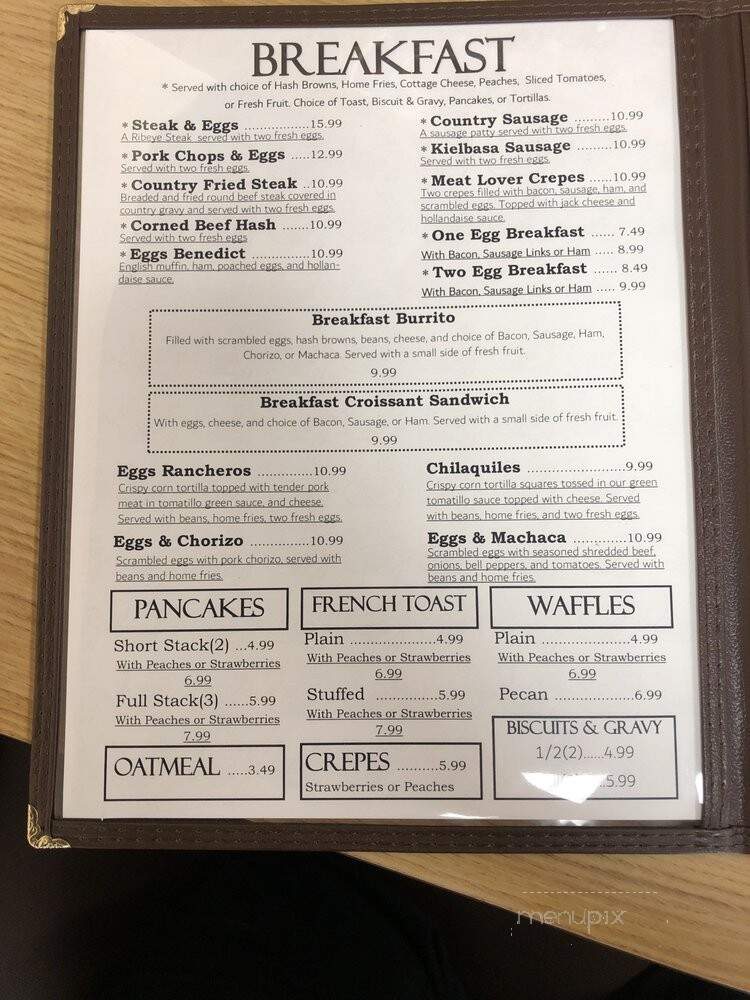 BREAKFAST
* Served with choice of Hash Browns, Home Fries, Cottage Cheese, Peaches, Sliced Tomatoes,
or Fresh Fruit. Choice of Toast, Biscuit & Gravy, Pancakes, or Tortillas.
* Steak & Eggs ..................15.99
A Ribeye Steak served with two fresh eggs.
* Pork Chops & Eggs .....12.99
Served with two fresh eggs.
* Country Fried Steak ..10.99
Breaded and fried round beef steak covered in
country gravy and served with two fresh eggs.
* Corned Beef Hash .......10.99
Served with two fresh eggs
* Eggs Benedict ...............10.99
English muffin, ham, poached eggs, and hollan-
daise sauce.
* Country Sausage .........10.99
A sausage patty served with two fresh eggs.
* Kielbasa Sausage .........10.99
Served with two fresh eggs.
* Meat Lover Crepes ......10.99
Two crepes filled with bacon, sausage, ham, and
scrambled eggs. Topped with jack cheese and
hollandaise sauce.
* One Egg Breakfast ...... 7.49
With Bacon, Sausage Links or Ham ..... 8.99
* Two Egg Breakfast ...... 8.49
With Bacon, Sausage Links or Ham ..... 9.99
Breakfast Burrito
Filled with scrambled eggs, hash browns, beans, cheese, and choice of Bacon, Sausage, Ham,
Chorizo, or Machaca. Served with a small side of fresh fruit.
9.99
Breakfast Croissant Sandwich
With eggs, cheese, and choice of Bacon, Sausage, or Ham. Served with a small side of fresh fruit.
9.99
Eggs Rancheros ..............10.99
Crispy corn tortilla topped with tender pork
meat in tomatillo green sauce, and cheese.
Served with beans, home fries, two fresh eggs.
Eggs & Chorizo ...............10.99
Scrambled eggs with pork chorizo, served with
beans and home fries.
Chilaquiles .........................9.99
Crispy corn tortilla squares tossed in our green
tomatillo sauce topped with cheese. Served
with beans, home fries, and two fresh eggs.
Eggs & Machaca ..............10.99
Scrambled eggs with seasoned shredded beef,
onions, bell peppers, and tomatoes. Served with
beans and home fries.
PANCAKES
Short Stack(2) ...4.99
With Peaches or Strawberries
6.99
Full Stack(3) ......5.99
With Peaches or Strawberries
7.99
OATMEAL .....3.49
FRENCH TOAST
Plain ......................4.99
With Peaches or Strawberries
6.99
Stuffed ................5.99
With Peaches or Strawberries
7.99
CREPES ..........5.99
Strawberries or Peaches
WAFFLES
Plain .......................4.99
With Peaches or Strawberries
6.99
Pecan ....................6.99
BISCUITS & GRAVY
1/2(2).....4.99
5.99
menupix